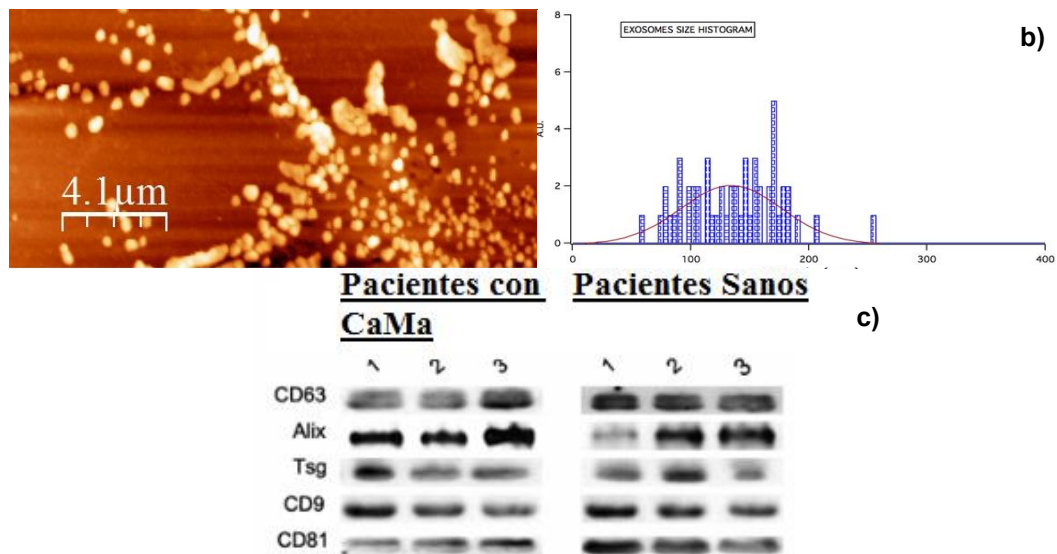 4.1µm
EXOSOMES SIZE HISTOGRAM
b)
8
6
4
2
0
A.U.
0 100 200 300 400
Pacientes con
CaMa
Pacientes Sanos
c)
1 2 3
1 2 3
CD63
Alix
Tsg
CD9
CD81